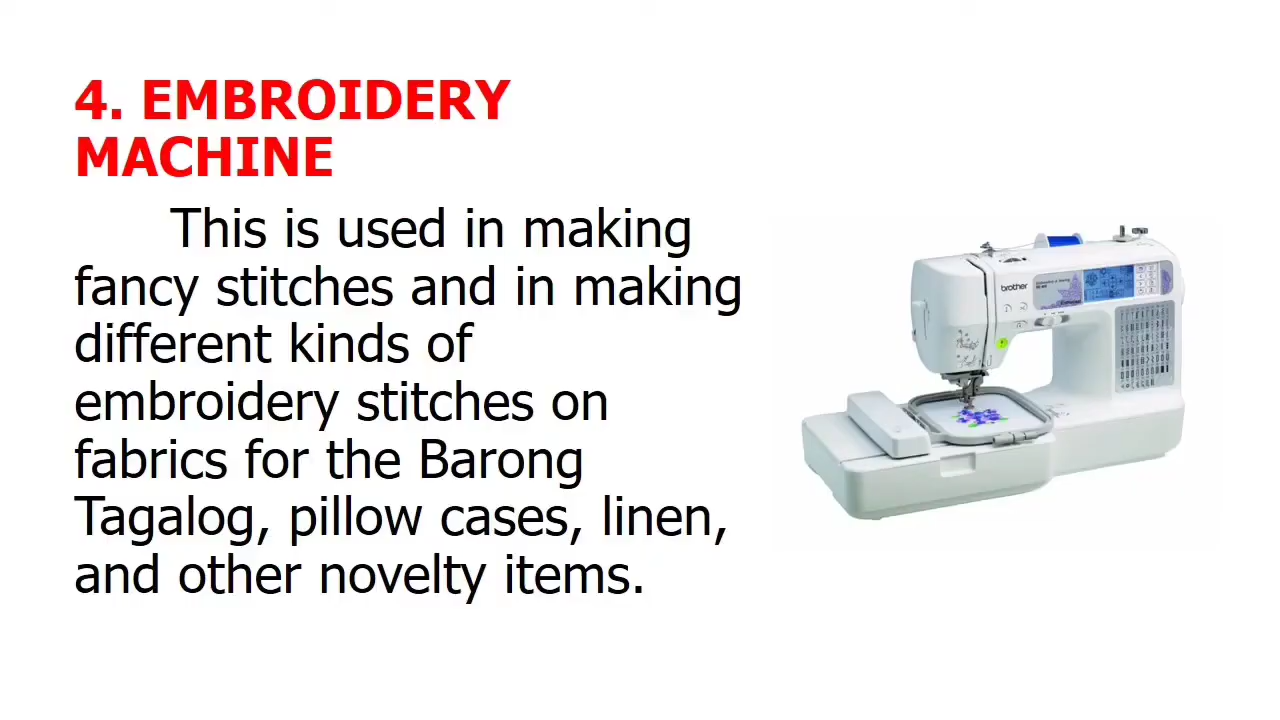 4. EMBROIDERY
MACHINE
This is used in making
fancy stitches and in making
different kinds of
embroidery stitches on
fabrics for the Barong
Tagalog, pillow cases, linen,
and other novelty items.
brother